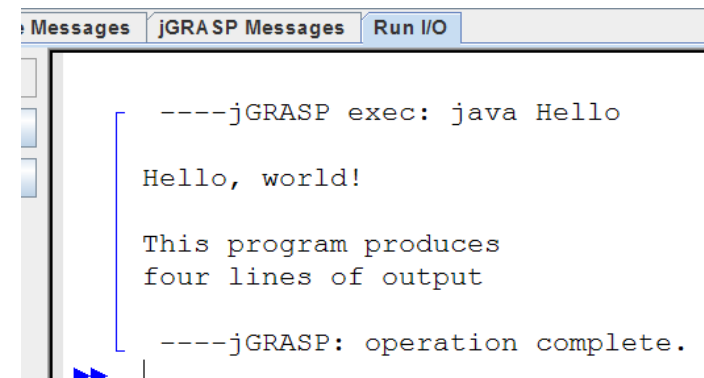 Messages jGRASP Messages Run I/O
----jGRASP exec: java Hello
Hello, world!
This program produces
four lines of output
----jGRASP: operation complete.